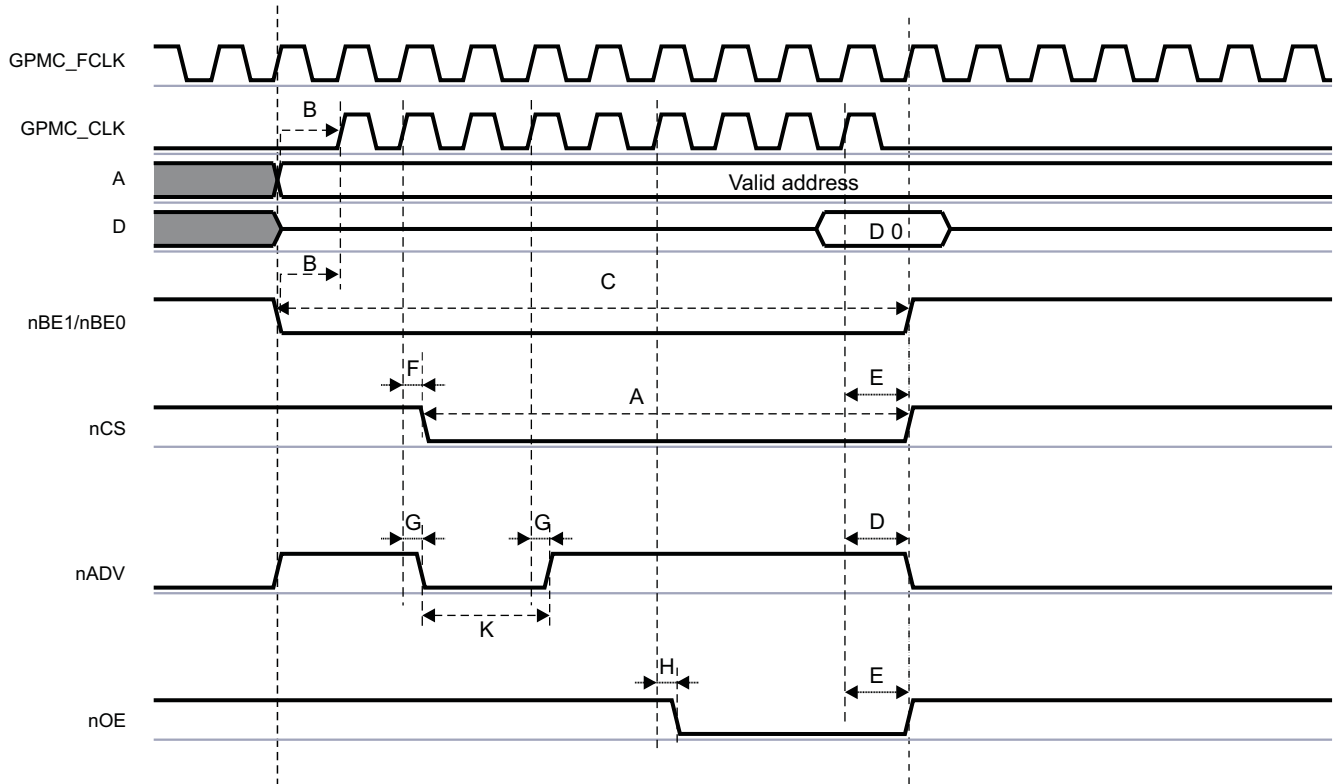 GPMC_FCLK
B
GPMC_CLK
A
Valid address
D
D 0
B
C
nBE1/nBE0
F
E
A
nCS
G
G
D
nADV
K
H
E
nOE